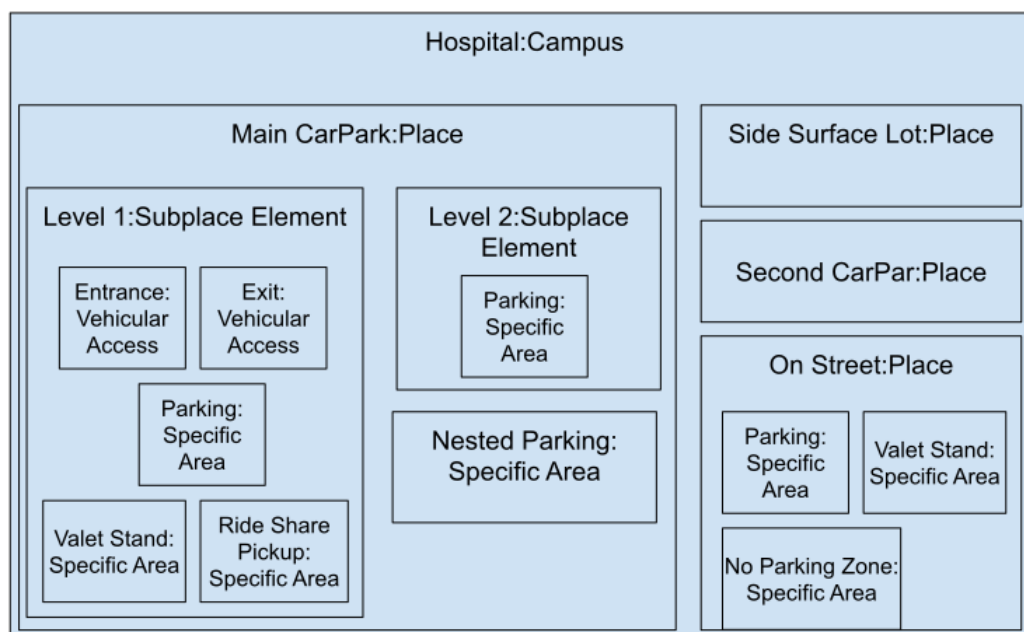 Hospital:Campus
Main CarPark:Place
Level 1:Subplace Element
Entrance:
Vehicular
Access
Exit:
Vehicular
Access
Parking:
Specific
Area
Valet Stand:
Specific Area
Ride Share
Pickup:
Specific Area
Level 2:Subplace
Element
Parking:
Specific
Area
Nested Parking:
Specific Area
Side Surface Lot:Place
Second CarPar:Place
On Street:Place
Parking:
Specific
Area
Valet Stand:
Specific Area
No Parking Zone:
Specific Area